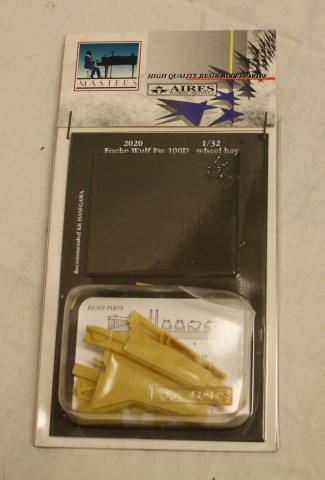 MASTERS
HIGH QUALITY RESIN ACCESSORIES
AIRES
2020 1/32
Focke Wulf Fw 190D - wheel bay
Recommended kit HASEGAWA
RESIN PARTS